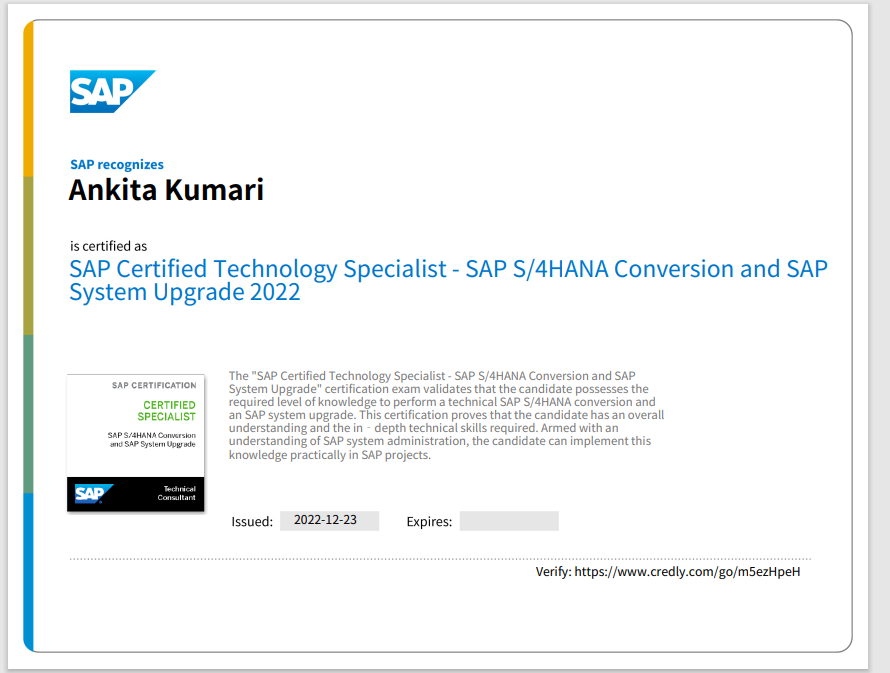 SAP
SAP recognizes
Ankita Kumari
is certified as
SAP Certified Technology Specialist - SAP S/4HANA Conversion and SAP
System Upgrade 2022
SAP CERTIFICATION
CERTIFIED
SPECIALIST
SAP S/4HANA Conversion
and SAP System Upgrade
SAP
Technical
Consultant
The "SAP Certified Technology Specialist - SAP S/4HANA Conversion and SAP
System Upgrade" certification exam validates that the candidate possesses the
required level of knowledge to perform a technical SAP S/4HANA conversion and
an SAP system upgrade. This certification proves that the candidate has an overall
understanding and the in‐depth technical skills required. Armed with an
understanding of SAP system administration, the candidate can implement this
knowledge practically in SAP projects.
Issued: 2022-12-23 Expires:
Verify: https://www.credly.com/go/m5ezHpeH